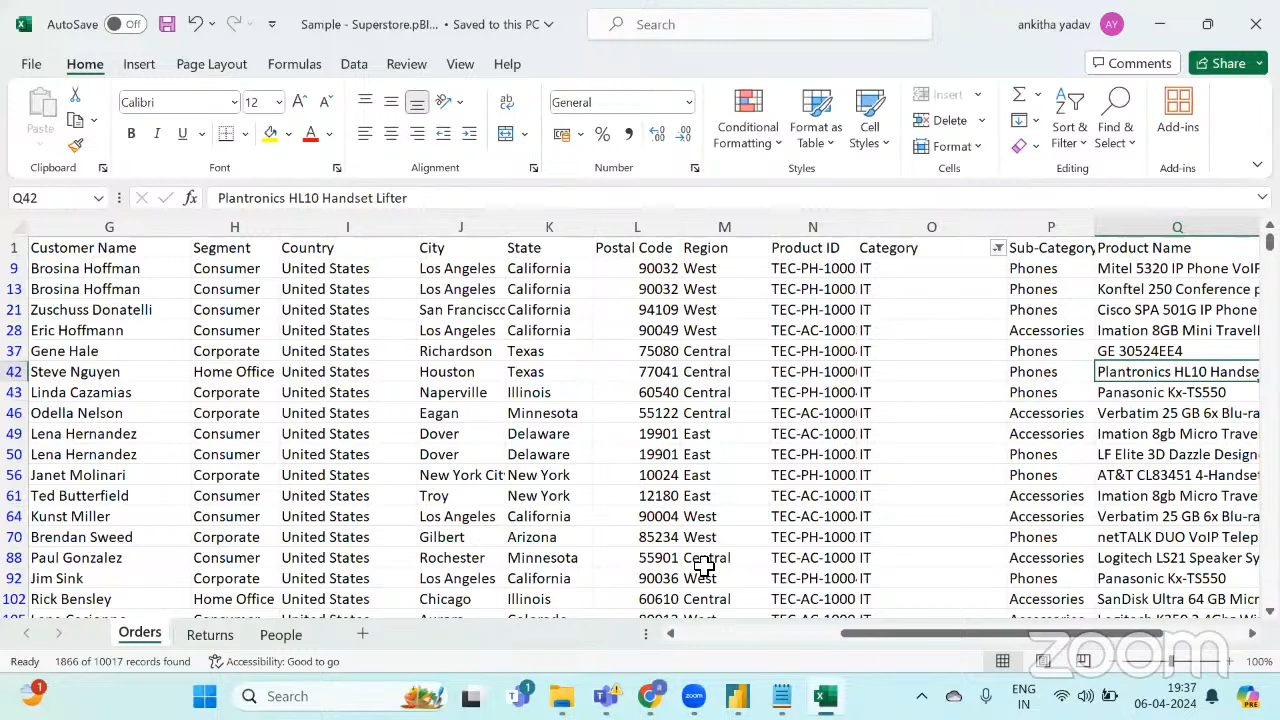 AutoSave Off Sample - Superstore.pBI... • Saved to this PC Search ankitha yadav AY
File Home Insert Page Layout Formulas Data Review View Help Comments Share
Paste Calibri 12 General Conditional Formatting Format as Table Cell Styles Insert Delete Format Sort & Filter Find & Select Add-ins
Clipboard Font Alignment Number Styles Cells Editing Add-ins
Q42 fx Plantronics HL10 Handset Lifter
G H I J K L M N O P Q
1 Customer Name Segment Country City State Postal Code Region Product ID Category Sub-Category Product Name
9 Brosina Hoffman Consumer United States Los Angeles California 90032 West TEC-PH-1000 IT Phones Mitel 5320 IP Phone VoIP
13 Brosina Hoffman Consumer United States Los Angeles California 90032 West TEC-PH-1000 IT Phones Konftel 250 Conference p
21 Zuschuss Donatelli Consumer United States San Francisco California 94109 West TEC-PH-1000 IT Phones Cisco SPA 501G IP Phone
28 Eric Hoffmann Consumer United States Los Angeles California 90049 West TEC-AC-1000 IT Accessories Imation 8GB Mini Travel
37 Gene Hale Corporate United States Richardson Texas 75080 Central TEC-PH-1000 IT Phones GE 30524EE4
42 Steve Nguyen Home Office United States Houston Texas 77041 Central TEC-PH-1000 IT Phones Plantronics HL10 Handse
43 Linda Cazamias Corporate United States Naperville Illinois 60540 Central TEC-PH-1000 IT Phones Panasonic Kx-TS550
46 Odella Nelson Corporate United States Eagan Minnesota 55122 Central TEC-AC-1000 IT Accessories Verbatim 25 GB 6x Blu-ra
49 Lena Hernandez Consumer United States Dover Delaware 19901 East TEC-AC-1000 IT Accessories Imation 8gb Micro Trave
50 Lena Hernandez Consumer United States Dover Delaware 19901 East TEC-PH-1000 IT Phones LF Elite 3D Dazzle Design
56 Janet Molinari Corporate United States New York Cit New York 10024 East TEC-PH-1000 IT Phones AT&T CL83451 4-Handset
61 Ted Butterfield Consumer United States Troy New York 12180 East TEC-AC-1000 IT Accessories Imation 8gb Micro Trave
64 Kunst Miller Consumer United States Los Angeles California 90004 West TEC-AC-1000 IT Accessories Verbatim 25 GB 6x Blu-ra
70 Brendan Sweed Corporate United States Gilbert Arizona 85234 West TEC-PH-1000 IT Phones netTALK DUO VoIP Telep
88 Paul Gonzalez Consumer United States Rochester Minnesota 55901 Central TEC-AC-1000 IT Accessories Logitech LS21 Speaker Sy
92 Jim Sink Corporate United States Los Angeles California 90036 West TEC-PH-1000 IT Phones Panasonic Kx-TS550
102 Rick Bensley Home Office United States Chicago Illinois 60610 Central TEC-AC-1000 IT Accessories SanDisk Ultra 64 GB Micr
Orders Returns People
zoom
Ready 1866 of 10017 records found Accessibility: Good to go 100%
1 Search 1 zoom ENG IN 19:37 06-04-2024 PRE